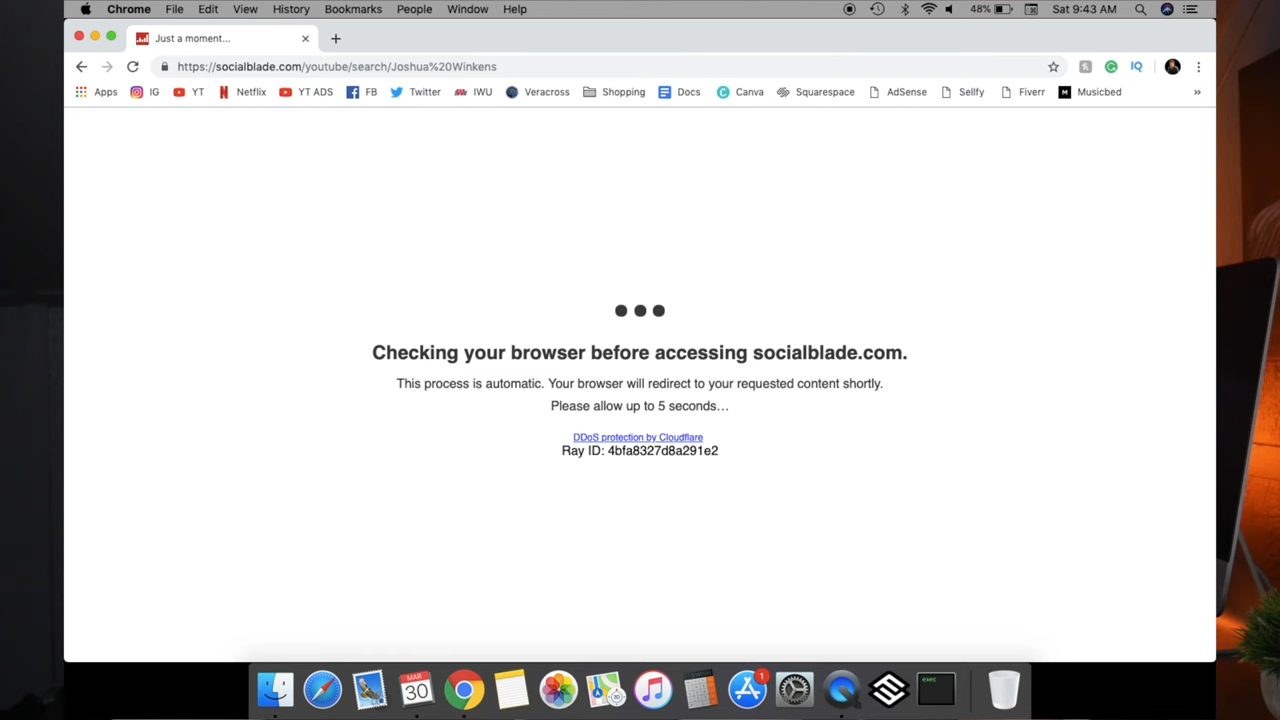 Chrome File Edit View History Bookmarks People Window Help 48% Sat 9:43 AM
Just a moment...
https://socialblade.com/youtube/search/Joshua%20Winkens IQ
Apps IG YT Netflix YT ADS FB Twitter IWU Veracross Shopping Docs Canva Squarespace AdSense Sellfy Fiverr Musicbed »
Checking your browser before accessing socialblade.com.
This process is automatic. Your browser will redirect to your requested content shortly.
Please allow up to 5 seconds…
DDoS protection by Cloudflare
Ray ID: 4bfa8327d8a291e2
MAR
30
1
exec